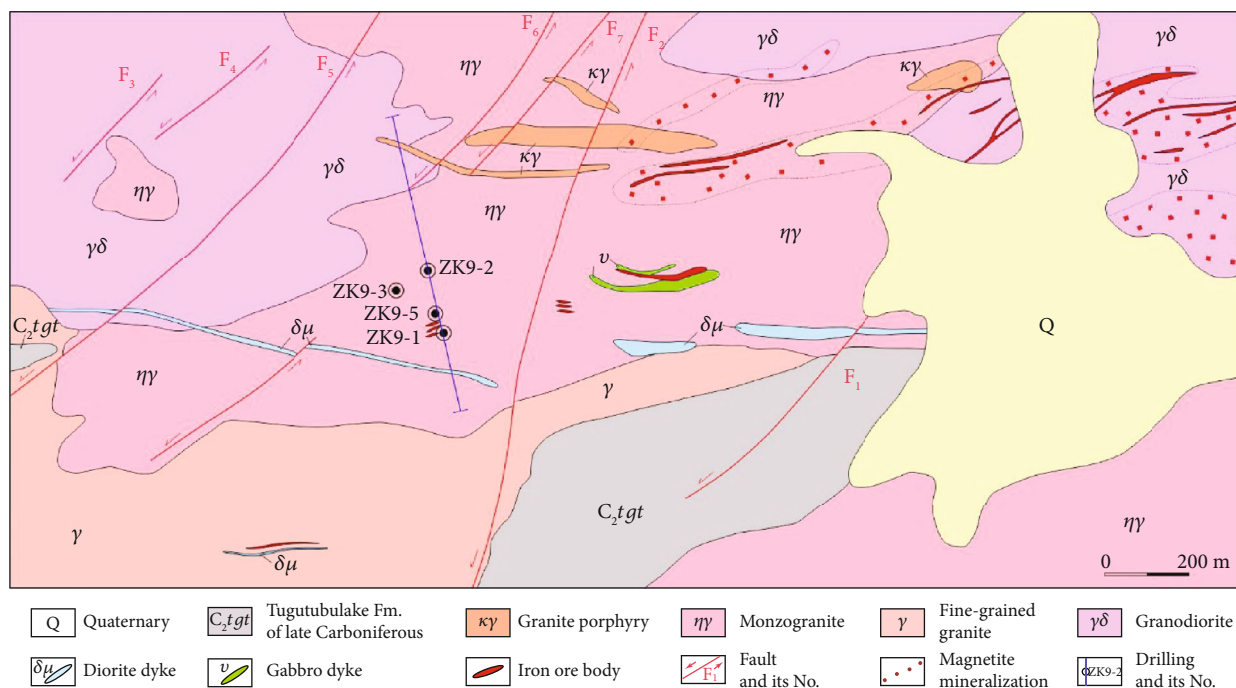 F₆ F₇ F₂
γδ γδ
F₃ F₄ F₅ ηγ κγ κγ
ηγ
κγ
γδ
ηγ ηγ ηγ
γδ
γδ
υ
ZK9-2
ZK9-3
ZK9-5
ZK9-1
C₂tgt δμ δμ Q
ηγ
γ F₁
C₂tgt
γ ηγ
δμ
0 200 m
Q Quaternary
C₂tgt Tugutubulake Fm.
of late Carboniferous
κγ Granite porphyry
ηγ Monzogranite
γ Fine-grained
granite
γδ Granodiorite
δμ Diorite dyke
υ Gabbro dyke
Iron ore body
F₁ Fault
and its No.
Magnetite
mineralization
ZK9-2 Drilling
and its No.